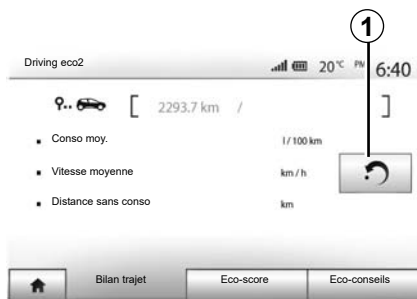 1
Driving eco2 20°C PM 6:40
[ 2293.7 km / ]
Conso moy. l/100 km
Vitesse moyenne km/h
Distance sans conso km
Bilan trajet Eco-score Eco-conseils